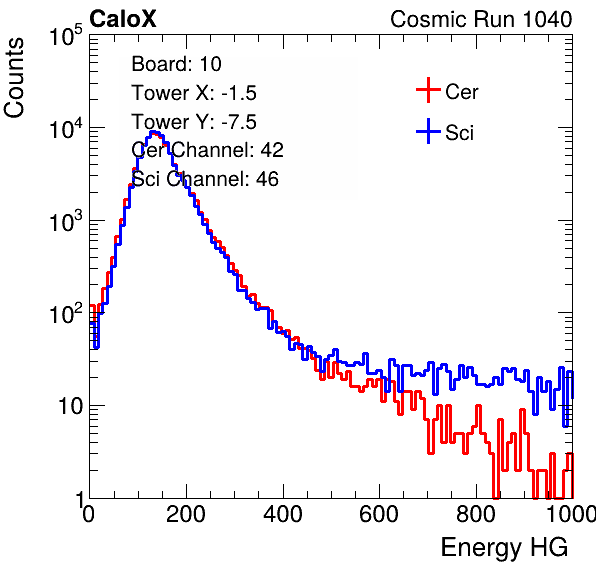 CaloX Cosmic Run 1040
Counts
10^5
10^4
10^3
10^2
10
1
Board: 10
Tower X: -1.5
Tower Y: -7.5
Cer Channel: 42
Sci Channel: 46
Cer
Sci
0 200 400 600 800 1000
Energy HG